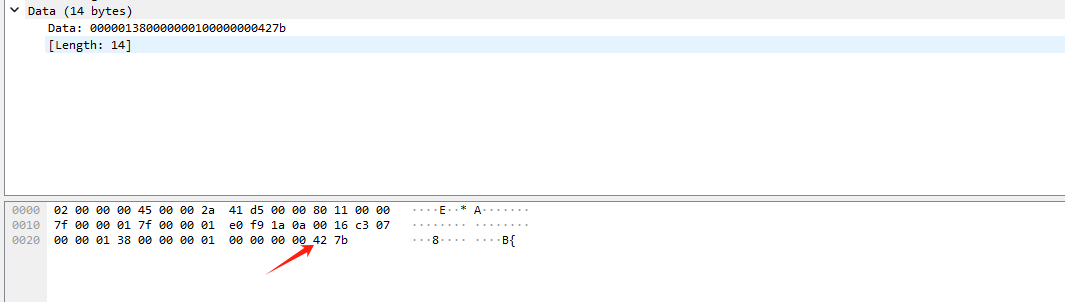 Data (14 bytes)
Data: 000001380000000100000000427b
[Length: 14]
0000 02 00 00 00 45 00 00 2a 41 d5 00 00 80 11 00 00 ····E··* A·······
0010 7f 00 00 01 7f 00 00 01 e0 f9 1a 0a 00 16 c3 07 ········ ········
0020 00 00 01 38 00 00 00 01 00 00 00 00 42 7b ···8···· ····B{